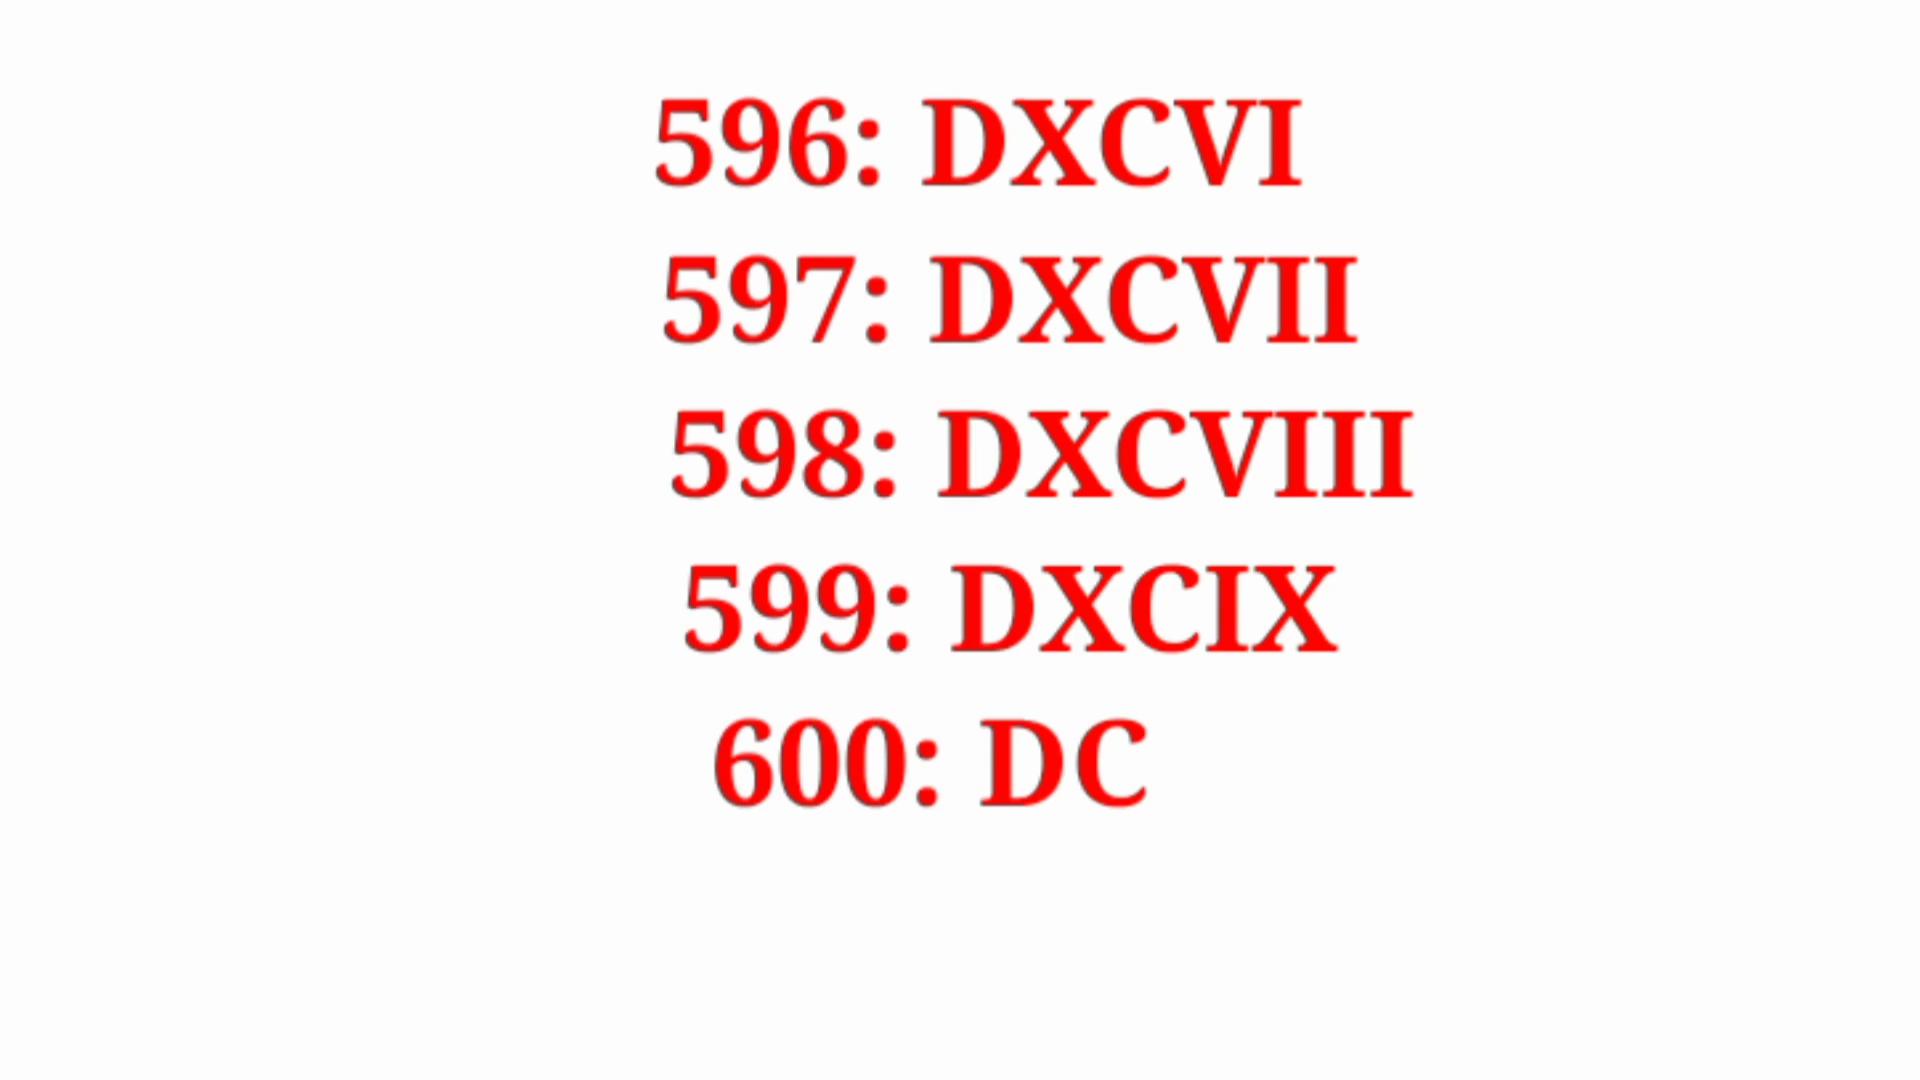 596: DXCVI
597: DXCVII
598: DXCVIII
599: DXCIX
600: DC